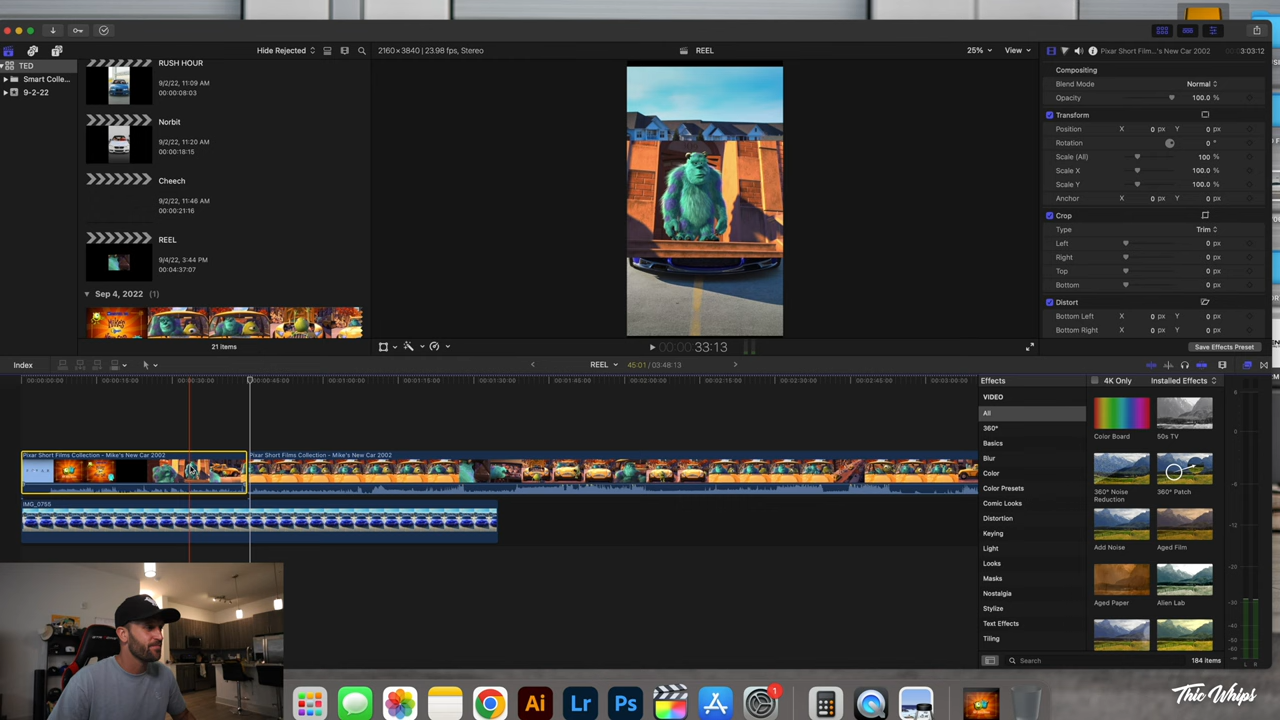 Hide Rejected
2160×3840 | 23.98 fps, Stereo
REEL
25%
View
Pixar Short Film...'s New Car 2002
3:03:12
TED
Smart Colle...
9-2-22
RUSH HOUR
9/2/22, 11:09 AM
00:00:08:03
Norbit
9/2/22, 11:20 AM
00:00:18:15
Cheech
9/2/22, 11:46 AM
00:00:21:16
REEL
9/4/22, 3:44 PM
00:04:37:07
Sep 4, 2022 (1)
21 items
00:00:33:13
Compositing
Blend Mode Normal
Opacity 100.0 %
Transform
Position X 0 px Y 0 px
Rotation 0 °
Scale (All) 100 %
Scale X 100.0 %
Scale Y 100.0 %
Anchor X 0 px Y 0 px
Crop
Type Trim
Left 0 px
Right 0 px
Top 0 px
Bottom 0 px
Distort
Bottom Left X 0 px Y 0 px
Bottom Right X 0 px Y 0 px
Save Effects Preset
Index
REEL
45:01 / 03:48:13
00:00:00:00 00:00:15:00 00:00:30:00 00:00:45:00 00:01:00:00 00:01:15:00 00:01:30:00 00:01:45:00 00:02:00:00 00:02:15:00 00:02:30:00 00:02:45:00 00:03:00:00
Pixar Short Films Collection - Mike's New Car 2002
Pixar Short Films Collection - Mike's New Car 2002
IMG_0755
Effects
4K Only
Installed Effects
VIDEO
All
360°
Basics
Blur
Color
Color Presets
Comic Looks
Distortion
Keying
Light
Looks
Masks
Nostalgia
Stylize
Text Effects
Tiling
Color Board
50s TV
360° Noise Reduction
360° Patch
Add Noise
Aged Film
Aged Paper
Alien Lab
Search
184 items
1
Ai
Lr
Ps
Thic Whips